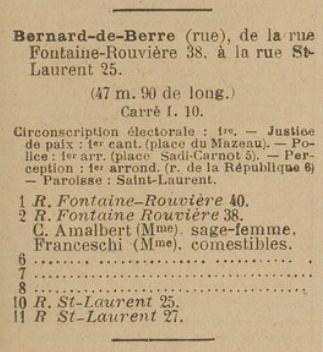 Bernard-de-Berre (rue), de la rue
Fontaine-Rouvière 38. à la rue St-
Laurent 25.
(47 m. 90 de long.)
Carré I. 10.
Circonscription électorale : 1re. — Justice
de paix : 1er cant. (place du Mazeau). — Po-
lice : 1er arr. (place Sadi-Carnot 5). — Per-
ception : 1er arrond. (r. de la République 6)
— Paroisse : Saint-Laurent.
1 R. Fontaine-Rouvière 40.
2 R. Fontaine Rouvière 38.
C. Amalbert (Mme). sage-femme.
Franceschi (Mme). comestibles.
6 ......................................
7 ......................................
8 ......................................
10 R. St-Laurent 25.
11 R St-Laurent 27.